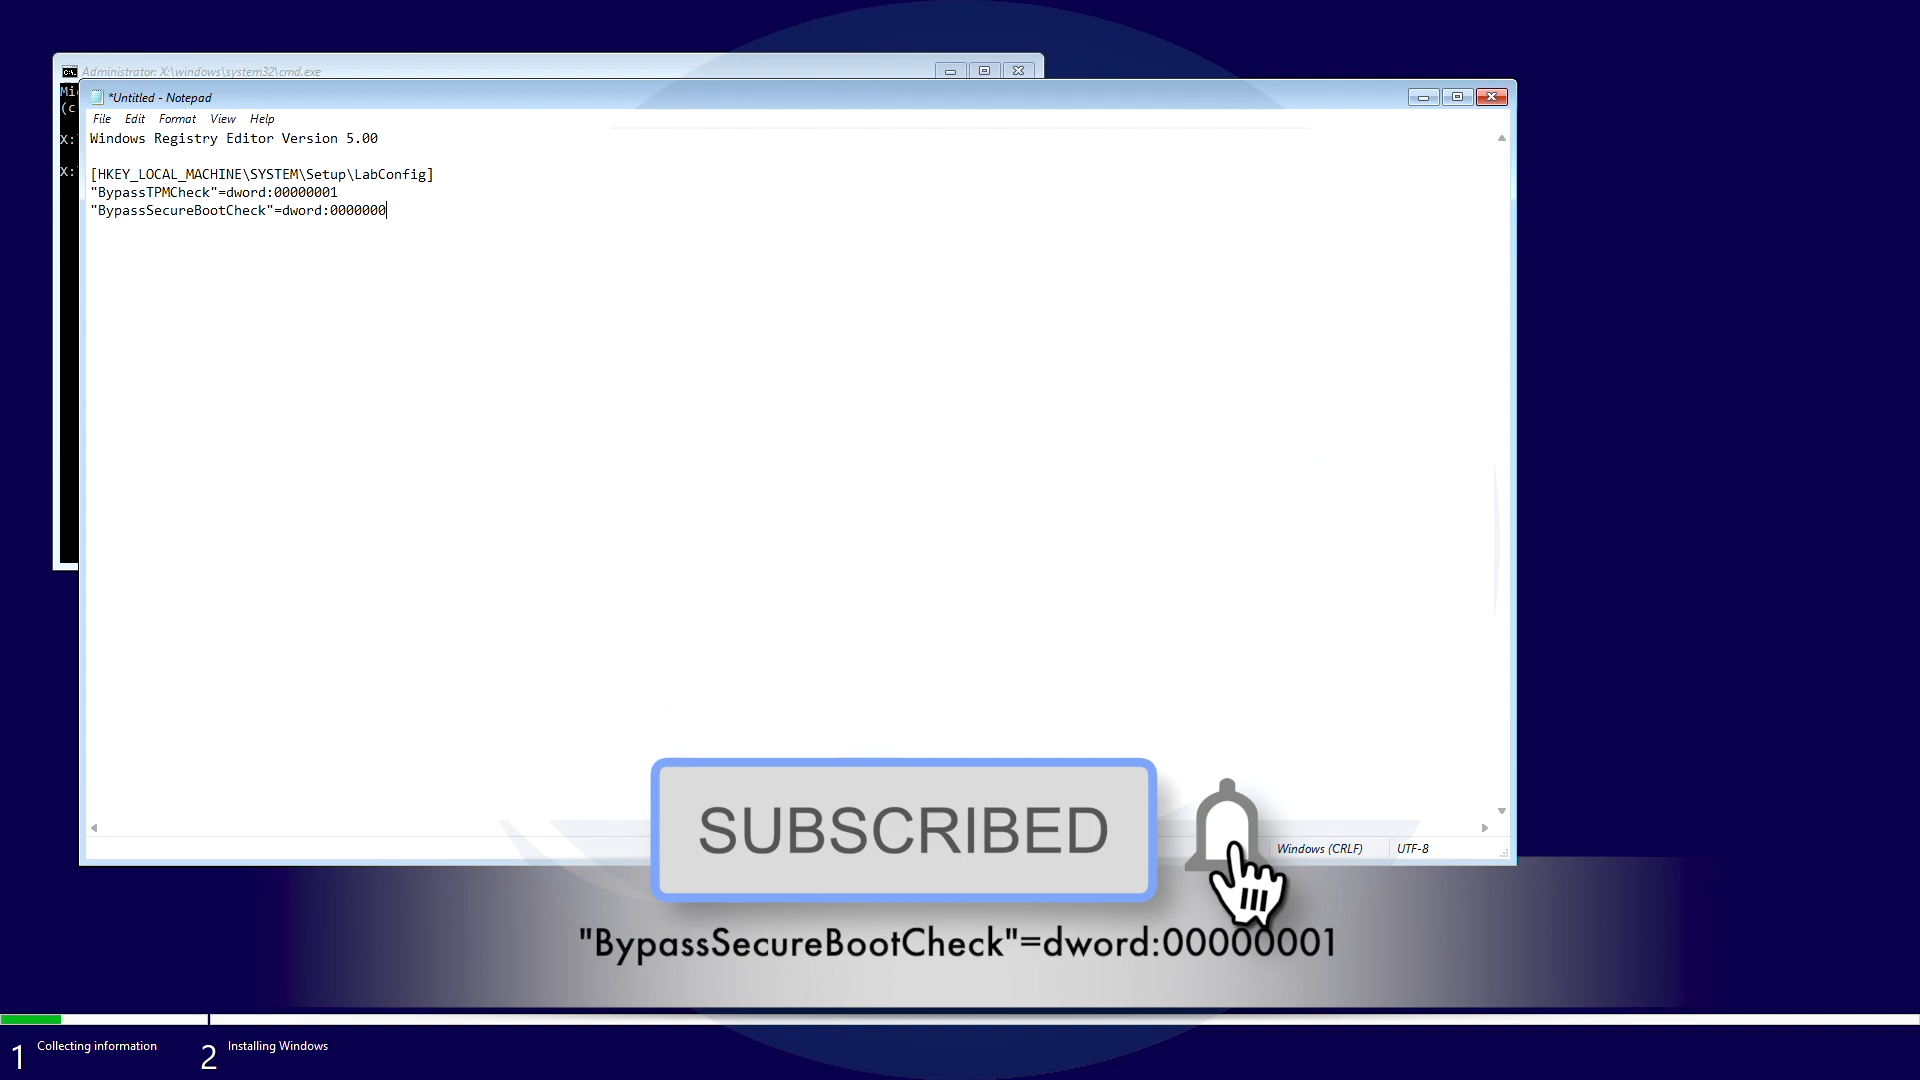 Administrator: X:\windows\system32\cmd.exe
Mi
(c
X:
X:
*Untitled - Notepad
File Edit Format View Help
Windows Registry Editor Version 5.00
[HKEY_LOCAL_MACHINE\SYSTEM\Setup\LabConfig]
"BypassTPMCheck"=dword:00000001
"BypassSecureBootCheck"=dword:0000000
SUBSCRIBED
Windows (CRLF) UTF-8
"BypassSecureBootCheck"=dword:00000001
1 Collecting information 2 Installing Windows